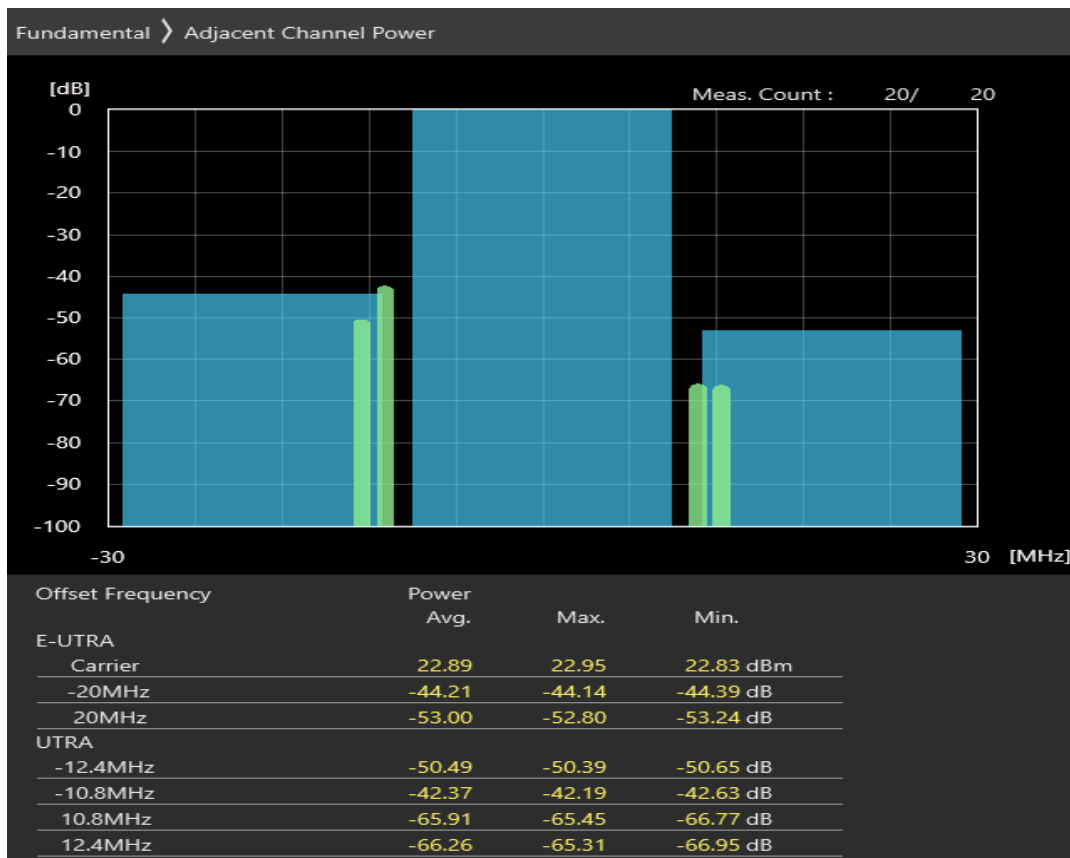 Fundamental 〉 Adjacent Channel Power
[dB]
Meas. Count : 20/ 20
0
-10
-20
-30
-40
-50
-60
-70
-80
-90
-100
-30 30 [MHz]
Offset Frequency Power
Avg. Max. Min.
E-UTRA
Carrier 22.89 22.95 22.83 dBm
-20MHz -44.21 -44.14 -44.39 dB
20MHz -53.00 -52.80 -53.24 dB
UTRA
-12.4MHz -50.49 -50.39 -50.65 dB
-10.8MHz -42.37 -42.19 -42.63 dB
10.8MHz -65.91 -65.45 -66.77 dB
12.4MHz -66.26 -65.31 -66.95 dB